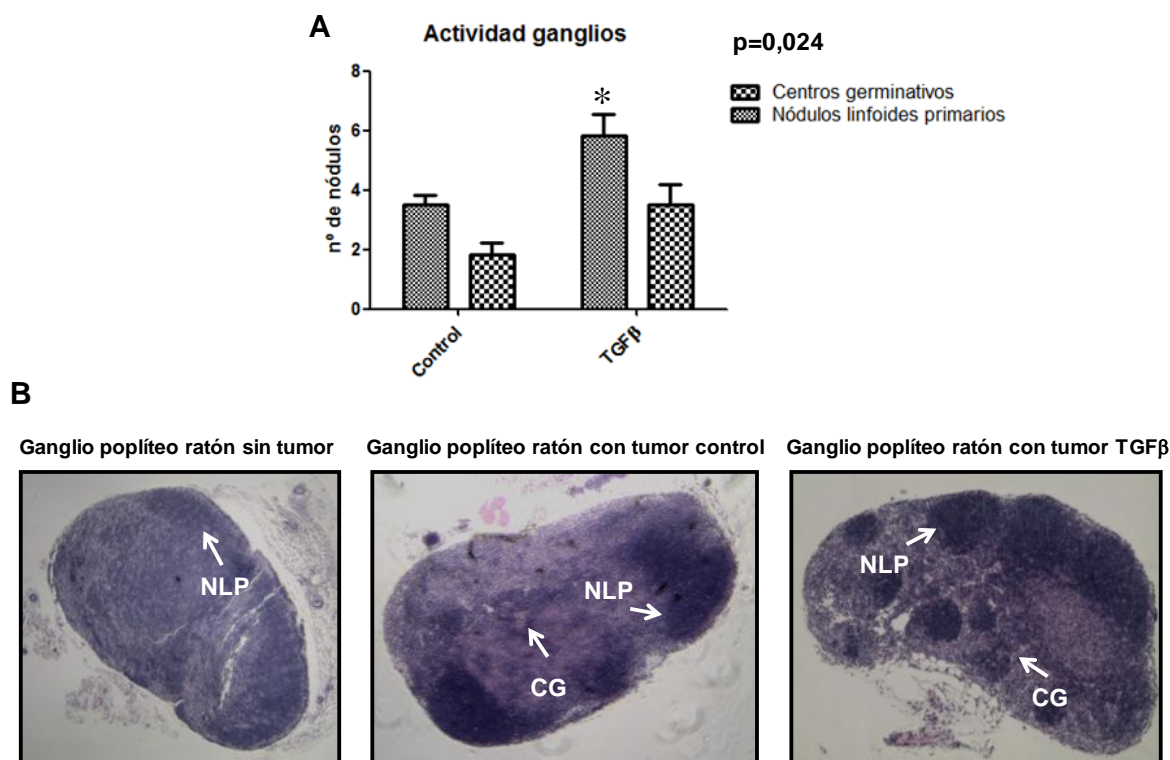 A
Actividad ganglios
p=0,024
Centros germinativos
Nódulos linfoides primarios
*
8
6
4
2
0
nº de nódulos
Control
TGFβ
B
Ganglio poplíteo ratón sin tumor
Ganglio poplíteo ratón con tumor control
Ganglio poplíteo ratón con tumor TGFβ
NLP
NLP
CG
NLP
CG